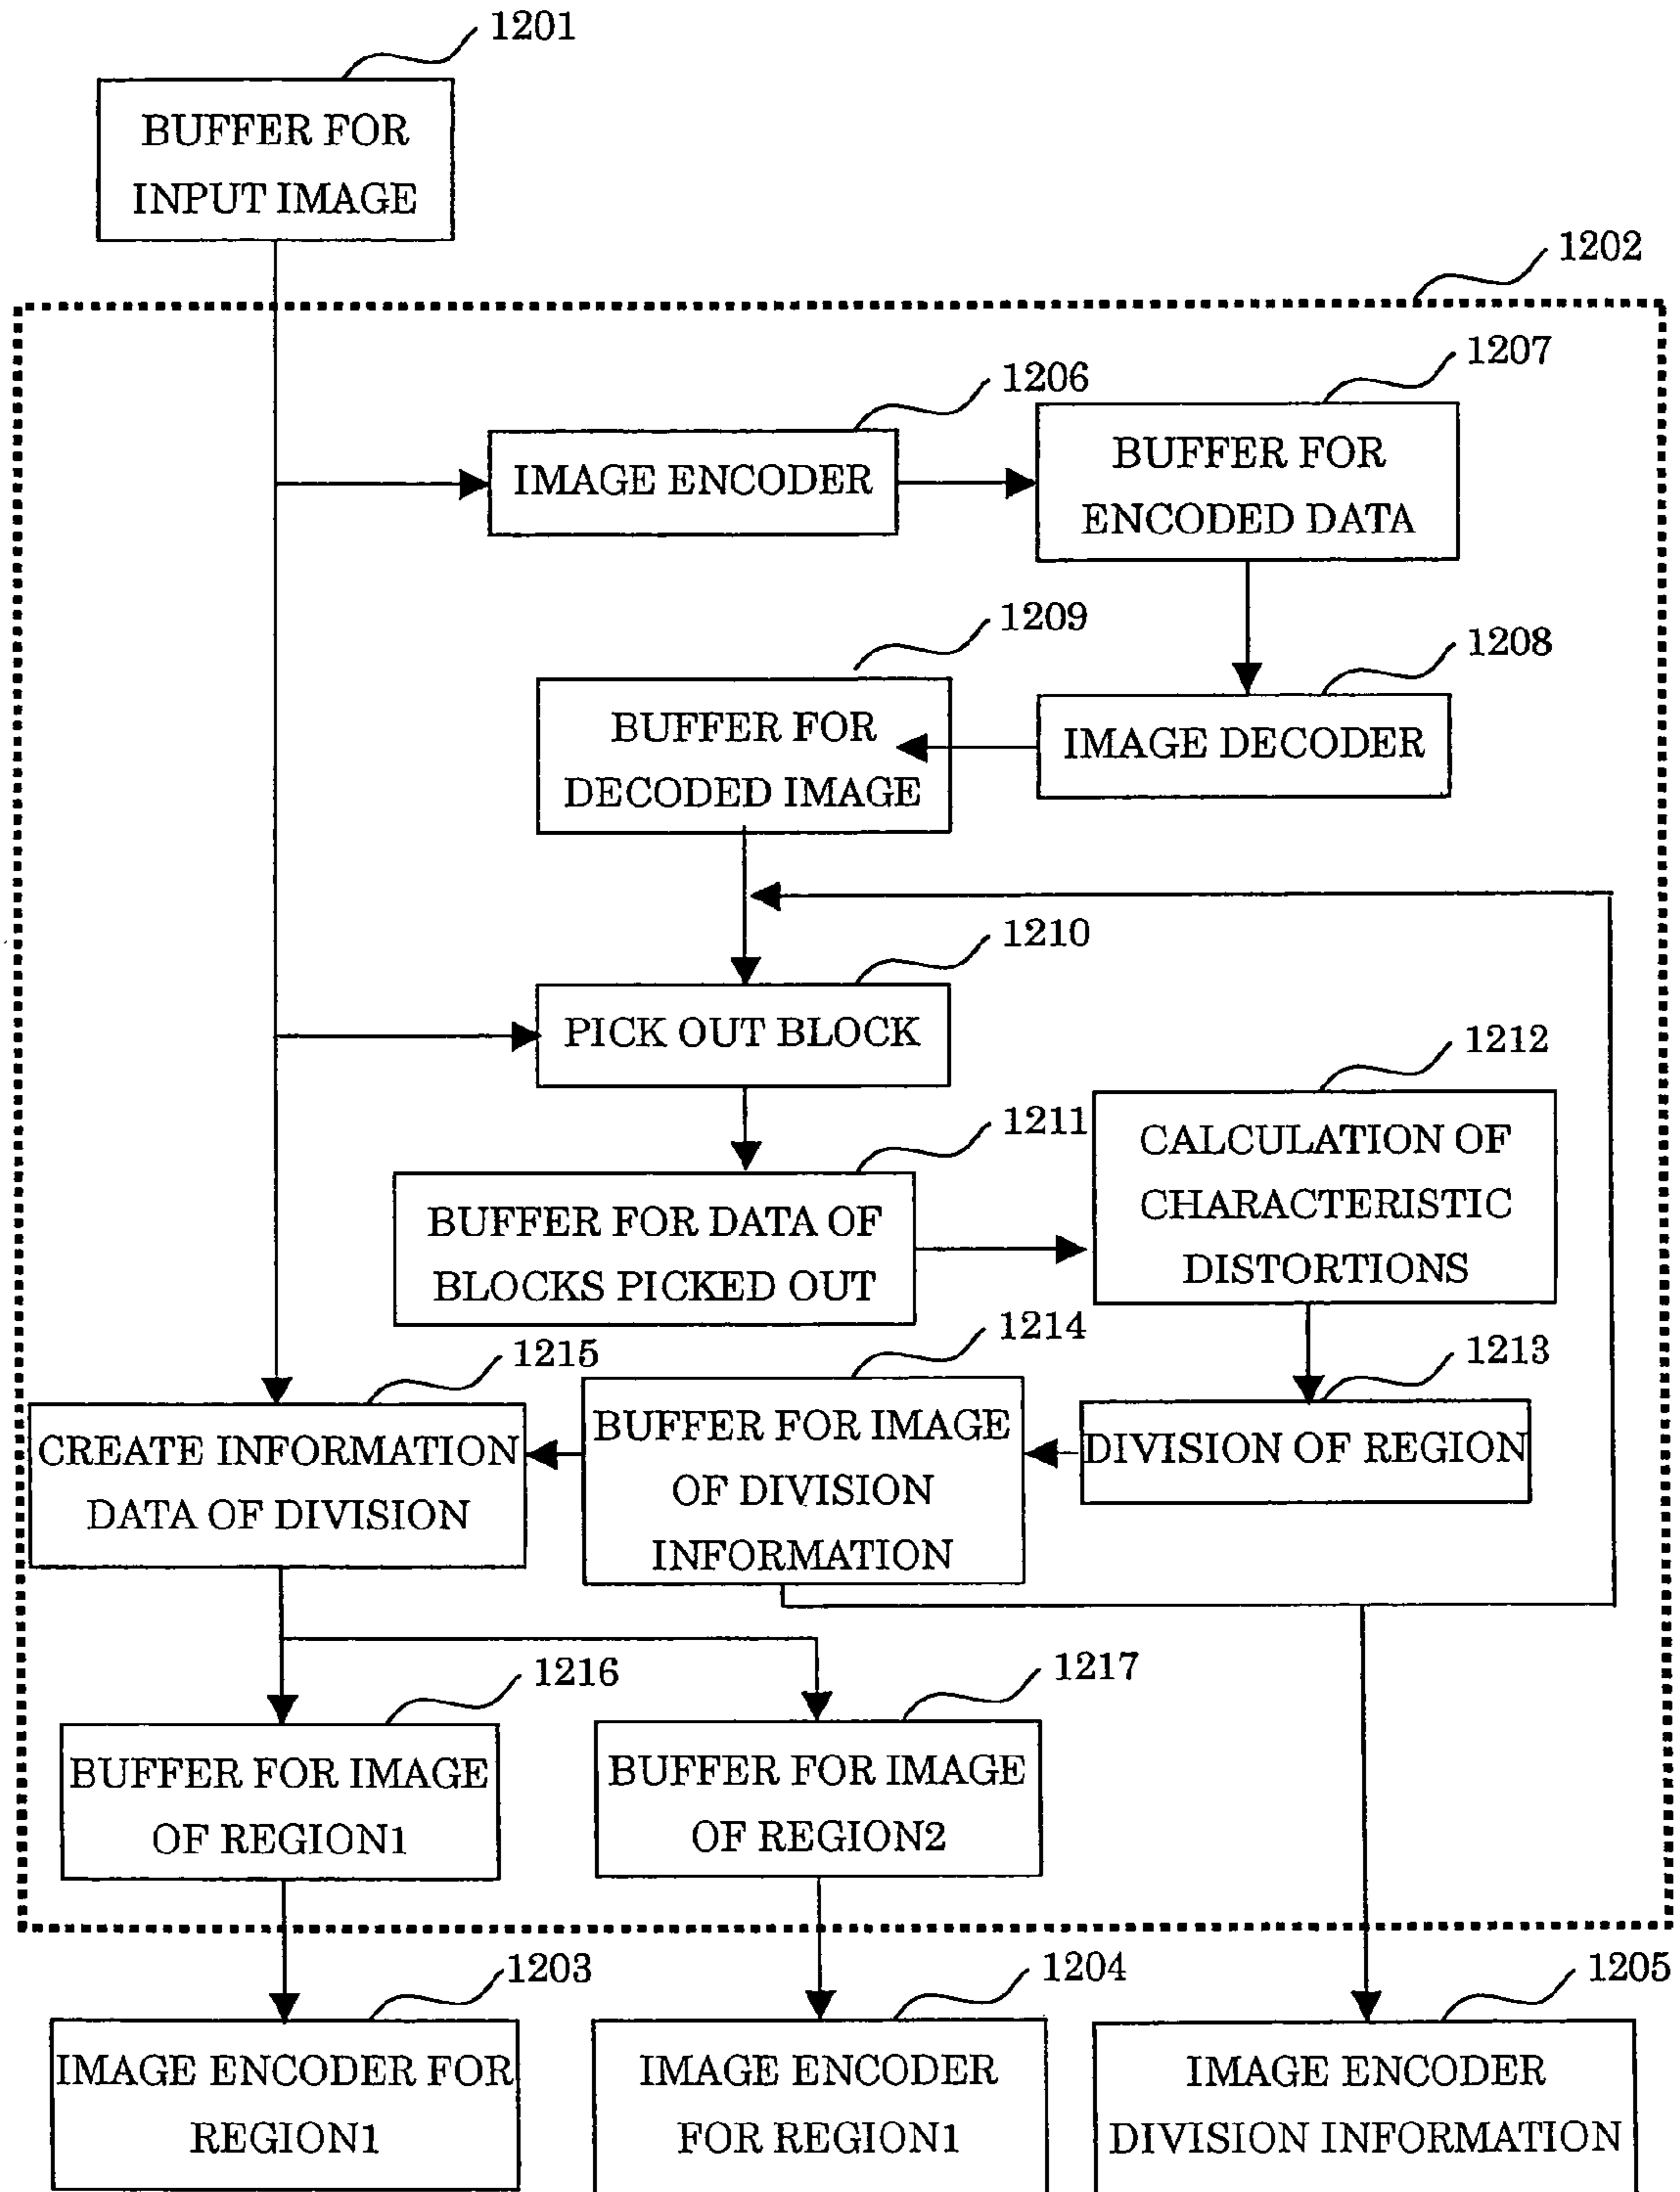 1201
BUFFER FOR
INPUT IMAGE
1202
1207
1206
BUFFER FOR
ENCODED DATA
IMAGE ENCODER
1209
1208
BUFFER FOR
DECODED IMAGE
IMAGE DECODER
1210
PICK OUT BLOCK
1212
1211
CALCULATION OF
CHARACTERISTIC
DISTORTIONS
BUFFER FOR DATA OF
BLOCKS PICKED OUT
1214
1215
1213
CREATE INFORMATION
DATA OF DIVISION
BUFFER FOR IMAGE
OF DIVISION
INFORMATION
DIVISION OF REGION
1216
1217
BUFFER FOR IMAGE
OF REGION1
BUFFER FOR IMAGE
OF REGION2
1203
1204
1205
IMAGE ENCODER FOR
REGION1
IMAGE ENCODER
FOR REGION1
IMAGE ENCODER
DIVISION INFORMATION